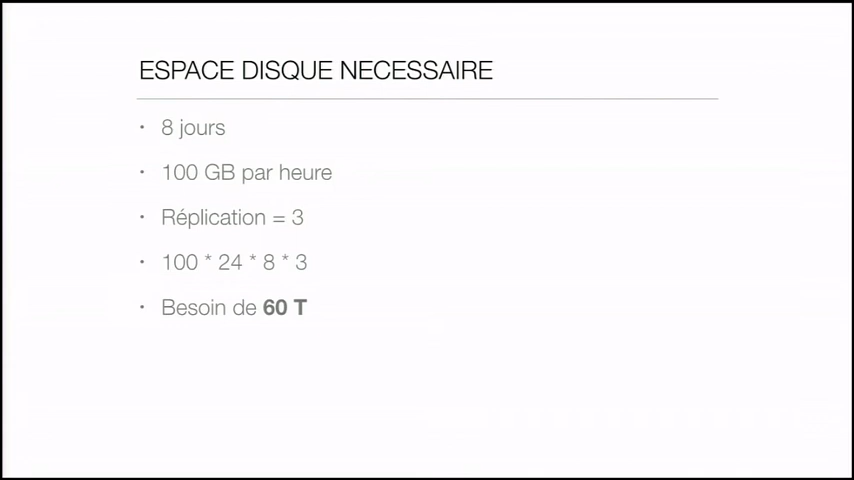 ESPACE DISQUE NECESSAIRE
• 8 jours
• 100 GB par heure
• Réplication = 3
• 100 * 24 * 8 * 3
• Besoin de 60 T